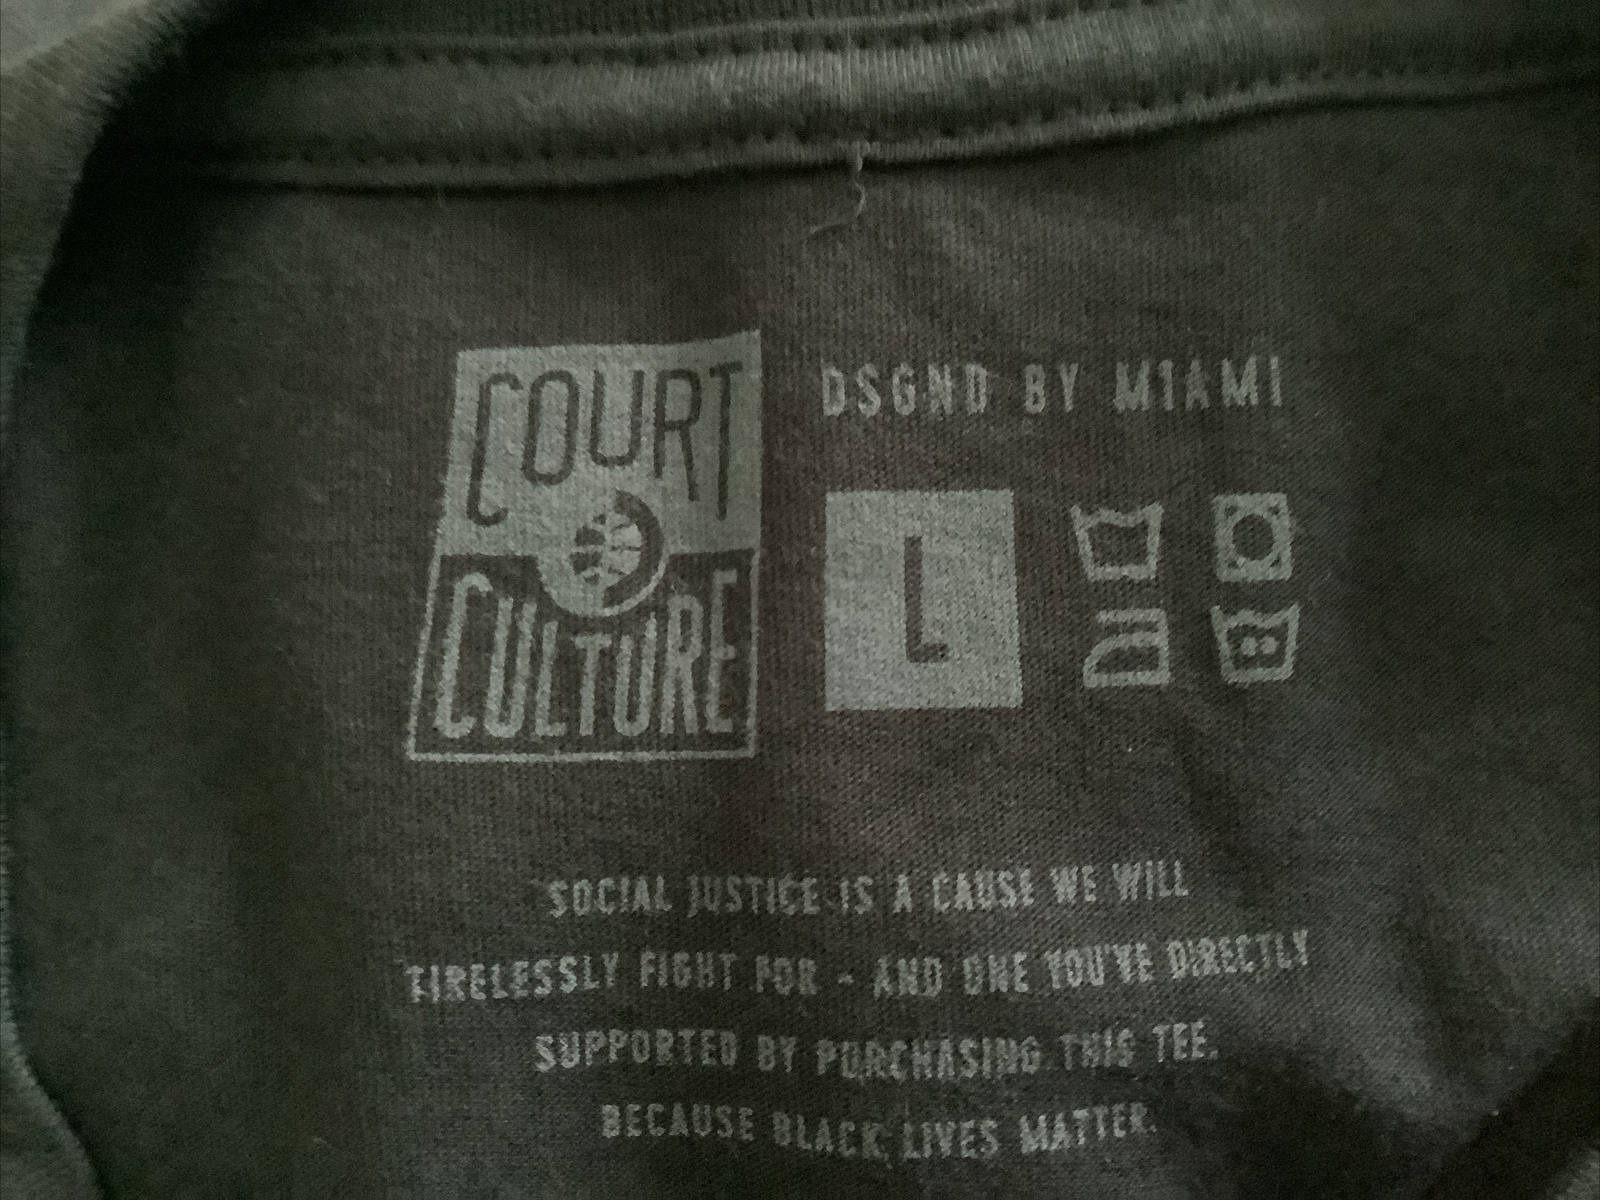 COURT
CULTURE
DSGND BY MIAMI
L
SOCIAL JUSTICE IS A CAUSE WE WILL
TIRELESSLY FIGHT FOR - AND ONE YOU'VE DIRECTLY
SUPPORTED BY PURCHASING THIS TEE.
BECAUSE BLACK LIVES MATTER.